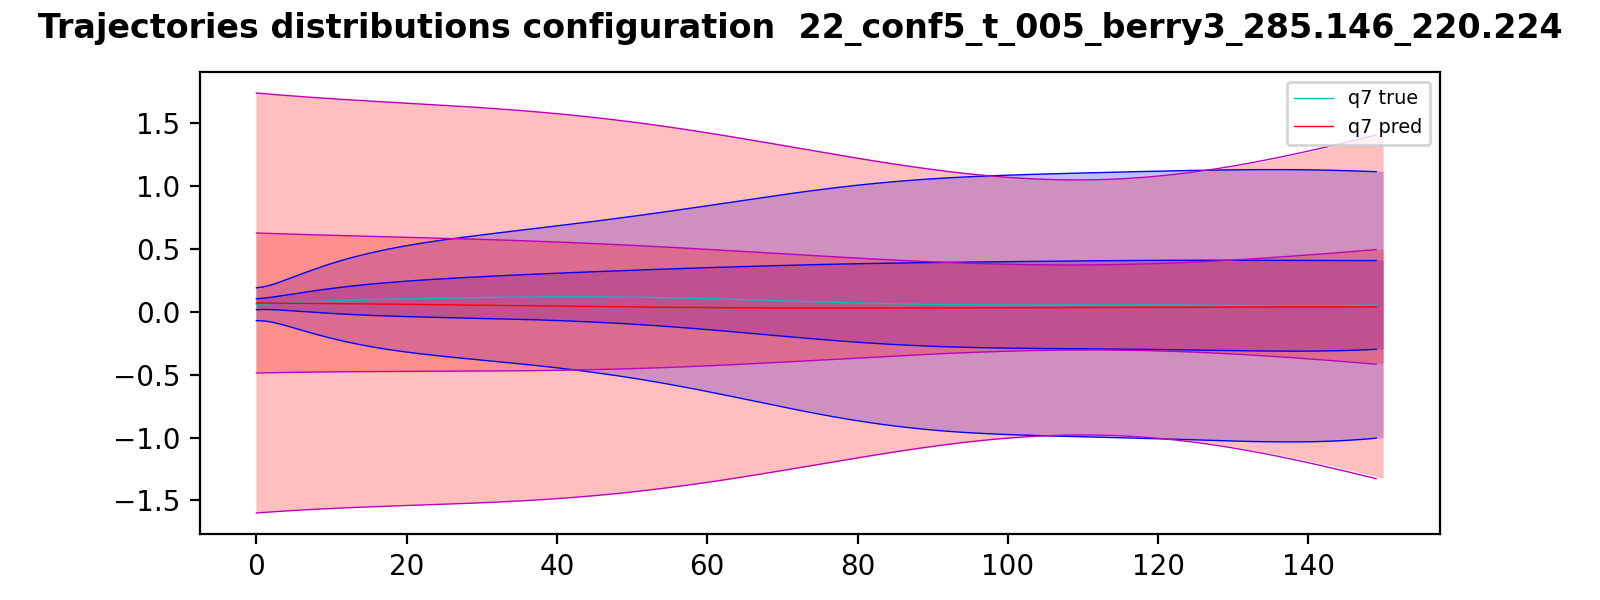 Trajectories distributions configuration  22_conf5_t_005_berry3_285.146_220.224
q7 true
q7 pred
1.5
1.0
0.5
0.0
−0.5
−1.0
−1.5
0 20 40 60 80 100 120 140